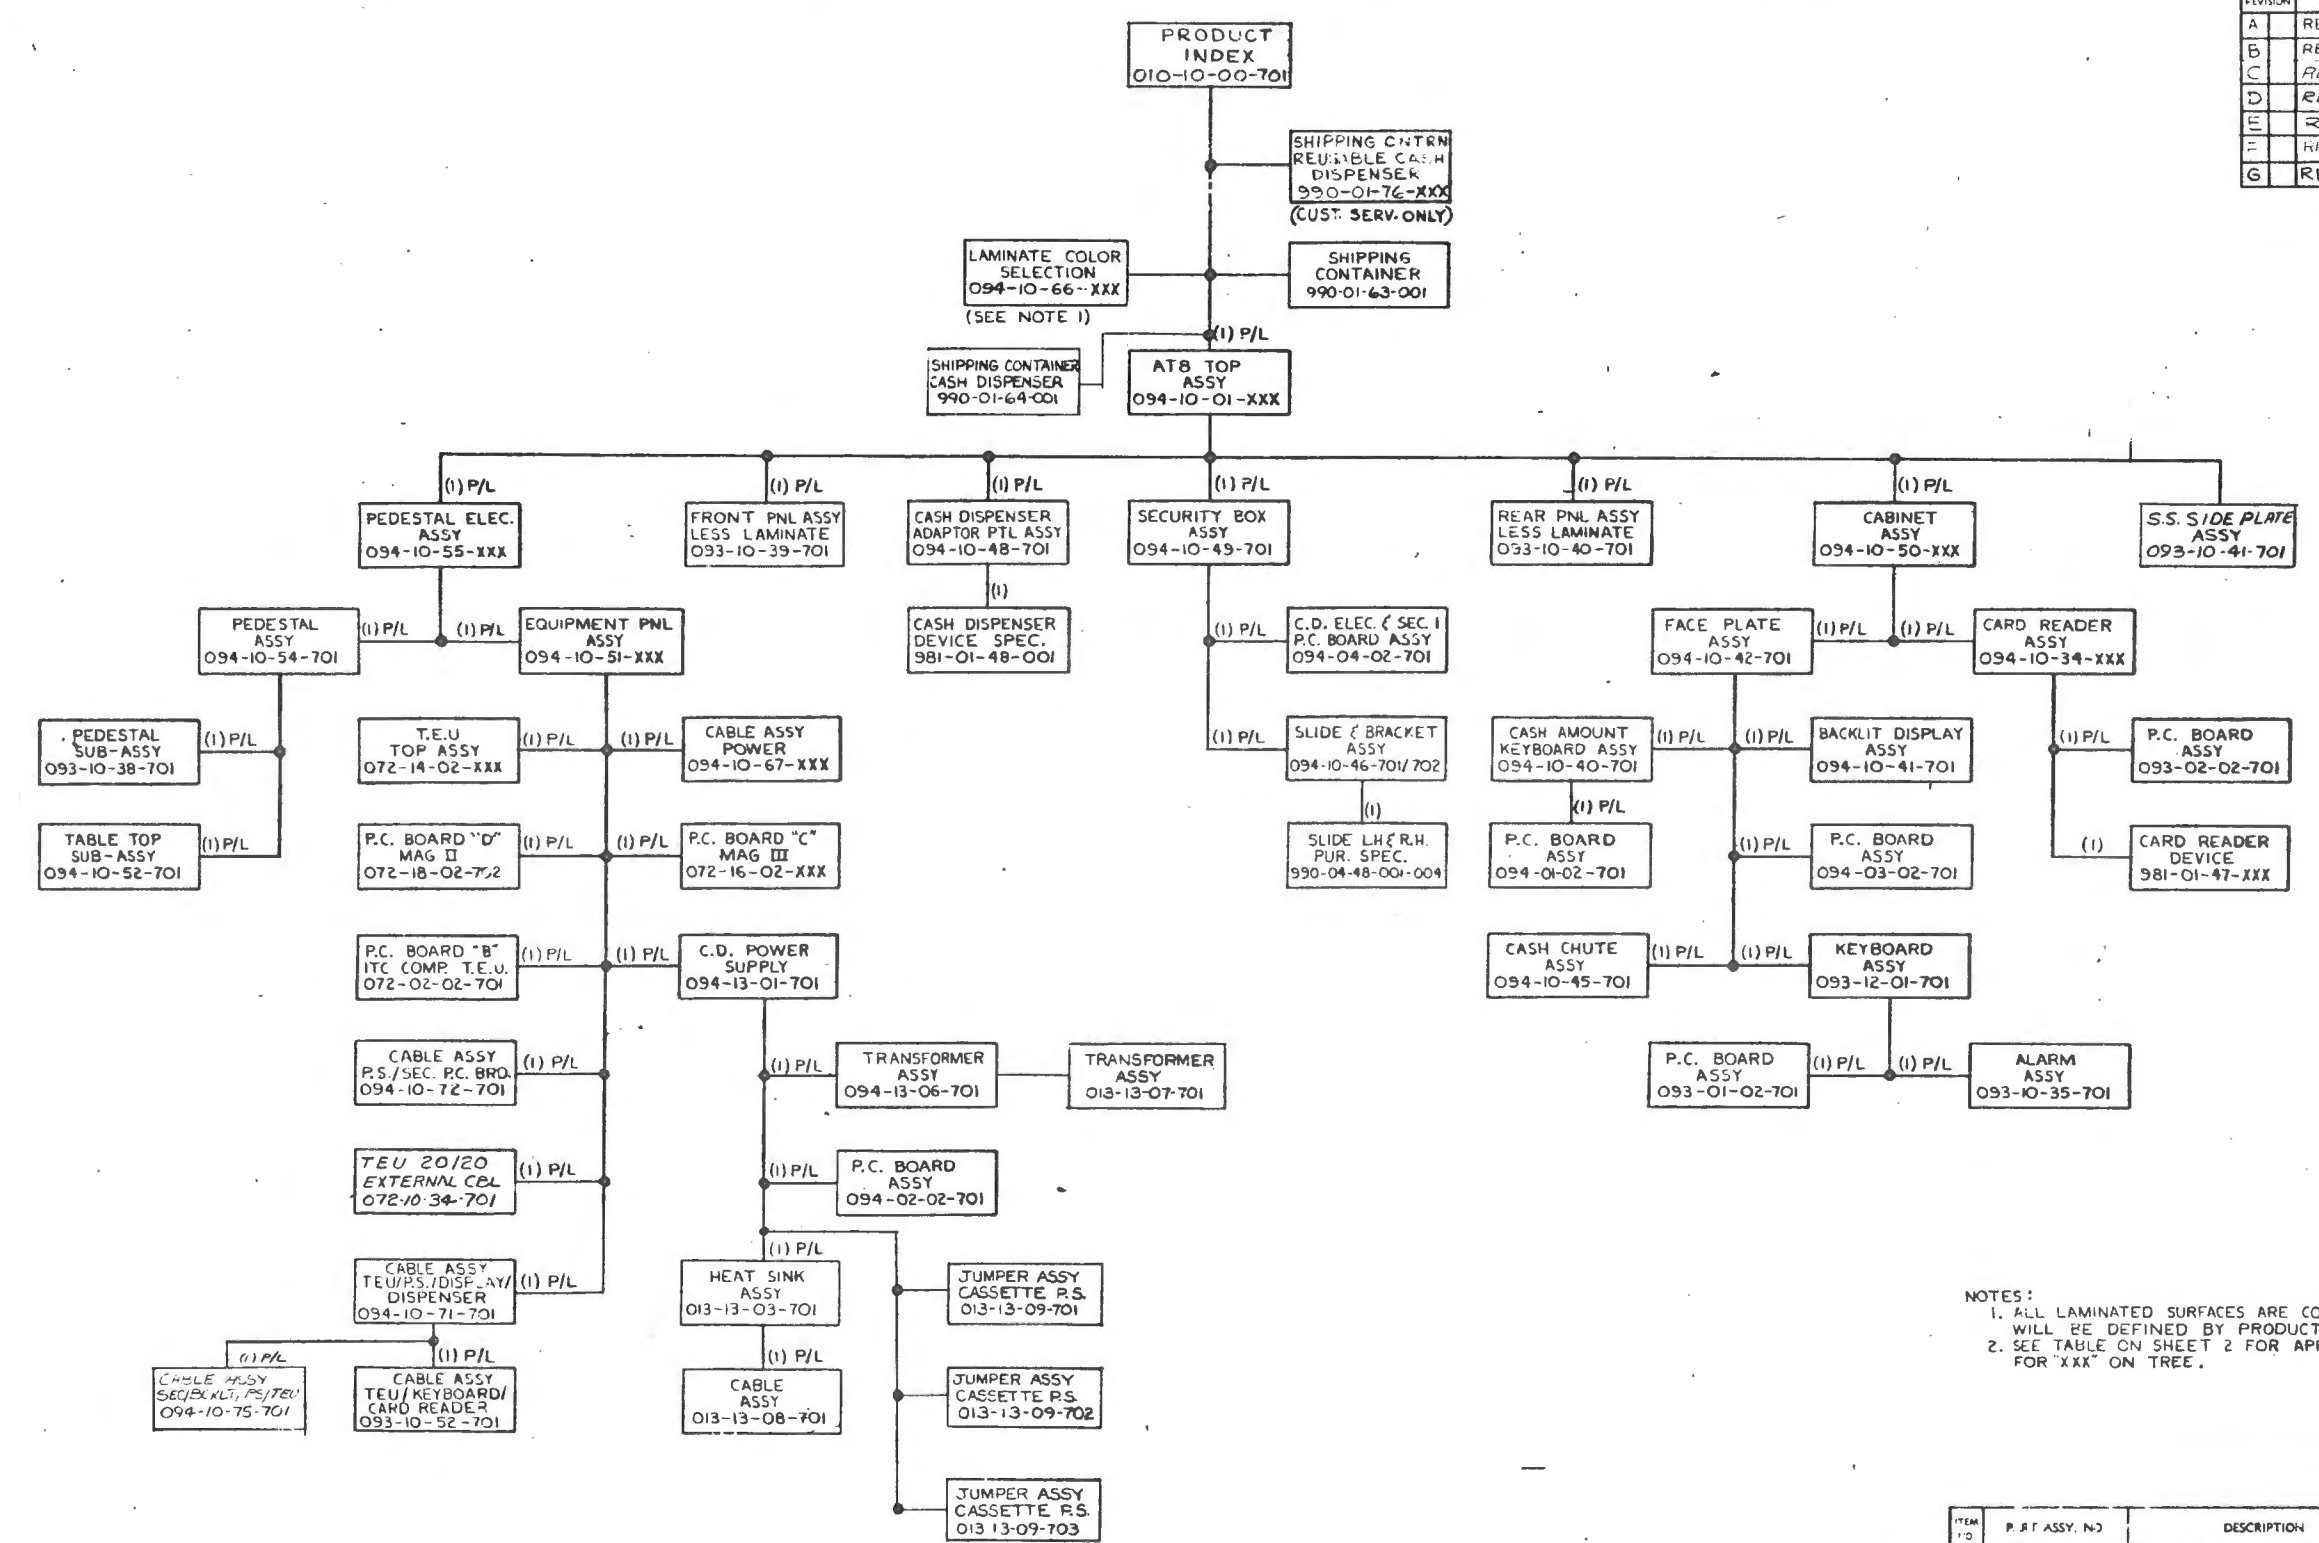 REVISION
A RE
B RE
C RE
D RE
E R
F RE
G RE
PRODUCT
INDEX
010-10-00-701
SHIPPING CNTRN
REUSABLE CASH
DISPENSER
990-01-76-XXX
(CUST. SERV. ONLY)
LAMINATE COLOR
SELECTION
094-10-66-XXX
(SEE NOTE 1)
SHIPPING
CONTAINER
990-01-63-001
(1) P/L
SHIPPING CONTAINER
CASH DISPENSER
990-01-64-001
AT8 TOP
ASSY
094-10-01-XXX
(1) P/L
(1) P/L
(1) P/L
(1) P/L
(1) P/L
(1) P/L
PEDESTAL ELEC.
ASSY
094-10-55-XXX
FRONT PNL ASSY
LESS LAMINATE
093-10-39-701
CASH DISPENSER
ADAPTOR PTL ASSY
094-10-48-701
SECURITY BOX
ASSY
094-10-49-701
REAR PNL ASSY
LESS LAMINATE
093-10-40-701
CABINET
ASSY
094-10-50-XXX
S.S. SIDE PLATE
ASSY
093-10-41-701
PEDESTAL
ASSY
094-10-54-701
(1) P/L
(1) P/L
EQUIPMENT PNL
ASSY
094-10-51-XXX
(1)
CASH DISPENSER
DEVICE SPEC.
981-01-48-001
(1) P/L
C.D. ELEC. & SEC. I
P.C. BOARD ASSY
094-04-02-701
FACE PLATE
ASSY
094-10-42-701
(1) P/L
(1) P/L
CARD READER
ASSY
094-10-34-XXX
PEDESTAL
SUB-ASSY
093-10-38-701
(1) P/L
T.E.U
TOP ASSY
072-14-02-XXX
(1) P/L
(1) P/L
CABLE ASSY
POWER
094-10-67-XXX
(1) P/L
SLIDE & BRACKET
ASSY
094-10-46-701/702
CASH AMOUNT
KEYBOARD ASSY
094-10-40-701
(1) P/L
(1) P/L
BACKLIT DISPLAY
ASSY
094-10-41-701
(1) P/L
P.C. BOARD
ASSY
093-02-02-701
TABLE TOP
SUB-ASSY
094-10-52-701
(1) P/L
P.C. BOARD "D"
MAG II
072-18-02-702
(1) P/L
(1) P/L
P.C. BOARD "C"
MAG III
072-16-02-XXX
(1)
SLIDE L.H & R.H.
PUR. SPEC.
990-04-48-001-004
(1) P/L
P.C. BOARD
ASSY
094-01-02-701
(1) P/L
P.C. BOARD
ASSY
094-03-02-701
(1)
CARD READER
DEVICE
981-01-47-XXX
P.C. BOARD "B"
ITC COMP. T.E.U.
072-02-02-701
(1) P/L
(1) P/L
C.D. POWER
SUPPLY
094-13-01-701
CASH CHUTE
ASSY
094-10-45-701
(1) P/L
(1) P/L
KEYBOARD
ASSY
093-12-01-701
CABLE ASSY
P.S./SEC. P.C. BRD.
094-10-72-701
(1) P/L
(1) P/L
TRANSFORMER
ASSY
094-13-06-701
TRANSFORMER
ASSY
013-13-07-701
P.C. BOARD
ASSY
093-01-02-701
(1) P/L
(1) P/L
ALARM
ASSY
093-10-35-701
TEU 20/20
EXTERNAL CBL
072-10-34-701
(1) P/L
(1) P/L
P.C. BOARD
ASSY
094-02-02-701
CABLE ASSY
TEU/P.S./DISPLAY/
DISPENSER
094-10-71-701
(1) P/L
(1) P/L
HEAT SINK
ASSY
013-13-03-701
JUMPER ASSY
CASSETTE P.S.
013-13-09-701
(1) P/L
CABLE ASSY
SEC/BCKLT, PS/TEU
094-10-75-701
(1) P/L
CABLE ASSY
TEU/KEYBOARD/
CARD READER
093-10-52-701
(1) P/L
CABLE
ASSY
013-13-08-701
JUMPER ASSY
CASSETTE P.S.
013-13-09-702
JUMPER ASSY
CASSETTE P.S.
013 13-09-703
NOTES:
1. ALL LAMINATED SURFACES ARE CO
WILL BE DEFINED BY PRODUCT
2. SEE TABLE ON SHEET 2 FOR APP
FOR "XXX" ON TREE.
ITEM NO
PART ASSY. NO
DESCRIPTION